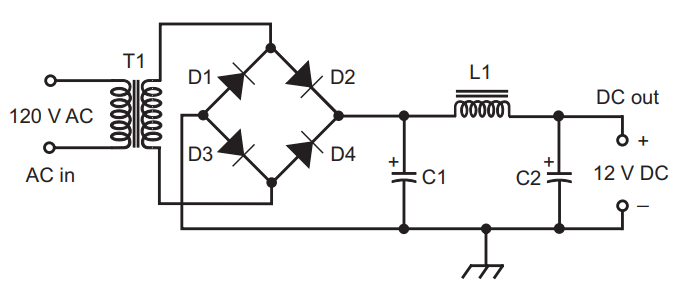 T1
120 V AC
AC in
D1
D2
D3
D4
L1
C1
C2
DC out
+
+
+
12 V DC
–